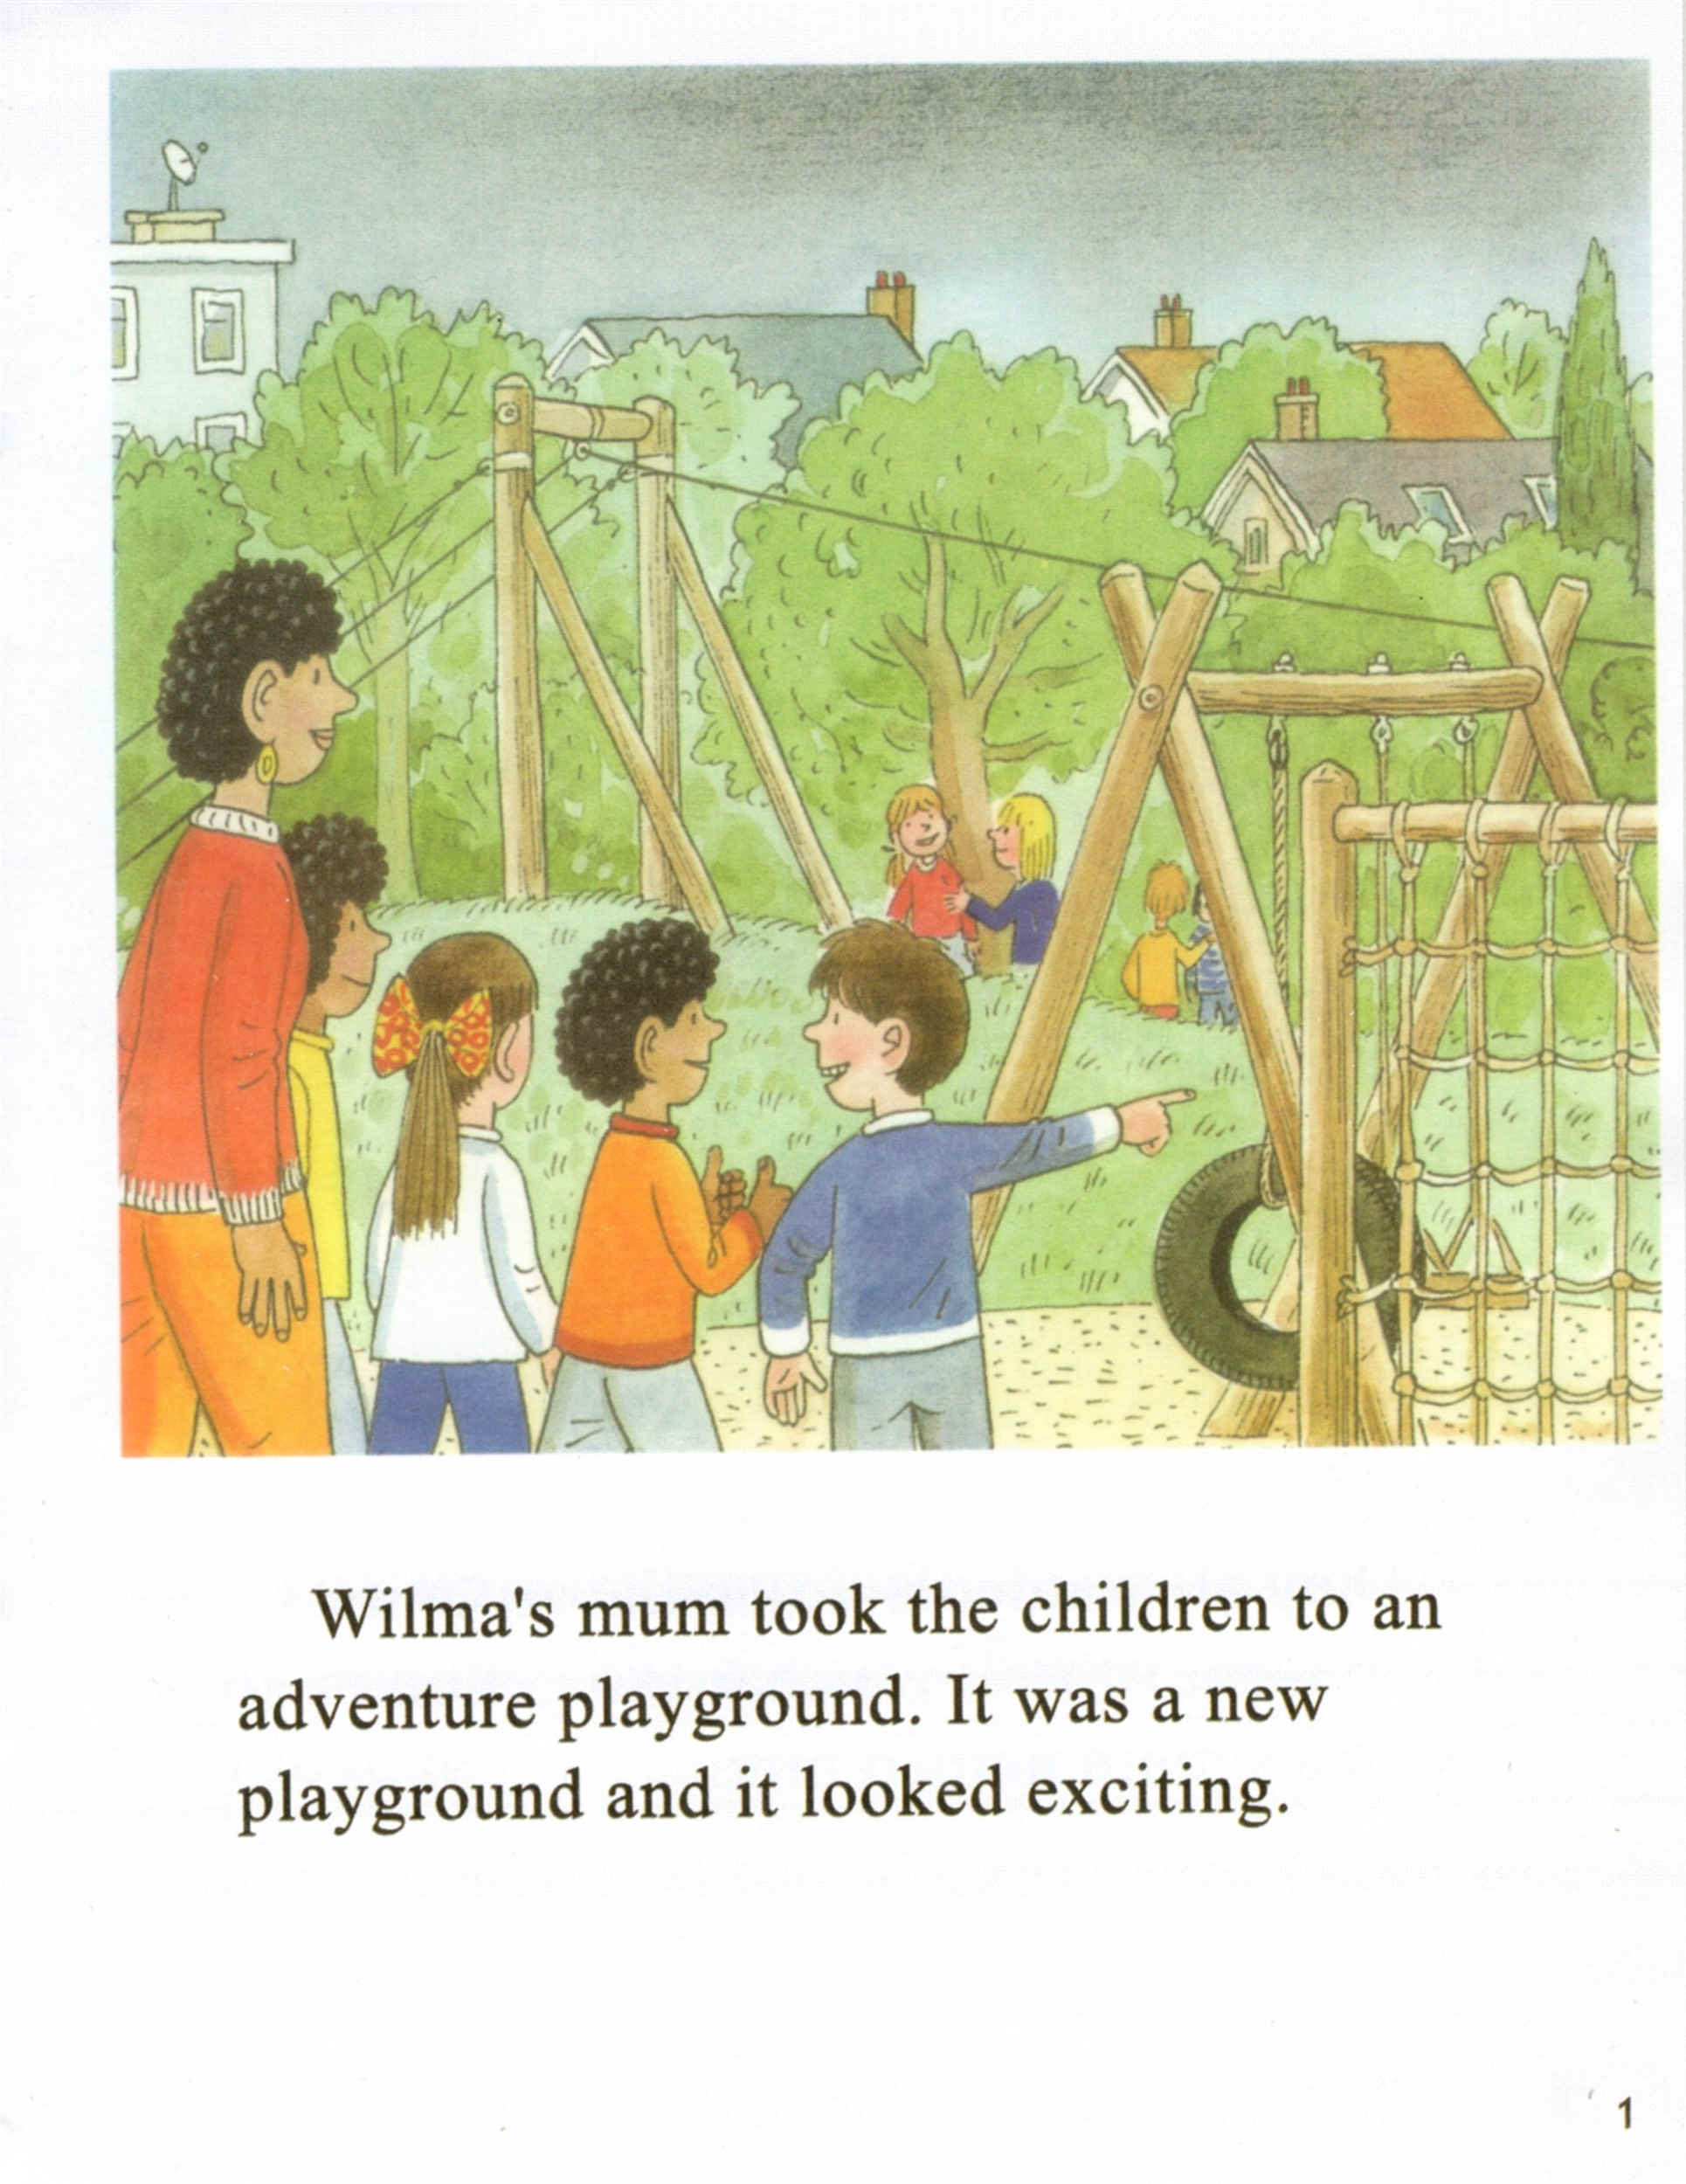 Wilma's mum took the children to an
adventure playground. It was a new
playground and it looked exciting.
1